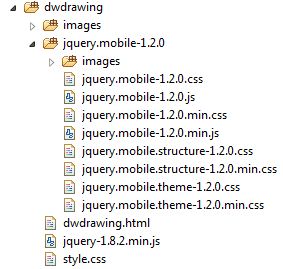 dwdrawing
images
jquery.mobile-1.2.0
images
jquery.mobile-1.2.0.css
jquery.mobile-1.2.0.js
jquery.mobile-1.2.0.min.css
jquery.mobile-1.2.0.min.js
jquery.mobile.structure-1.2.0.css
jquery.mobile.structure-1.2.0.min.css
jquery.mobile.theme-1.2.0.css
jquery.mobile.theme-1.2.0.min.css
dwdrawing.html
jquery-1.8.2.min.js
style.css